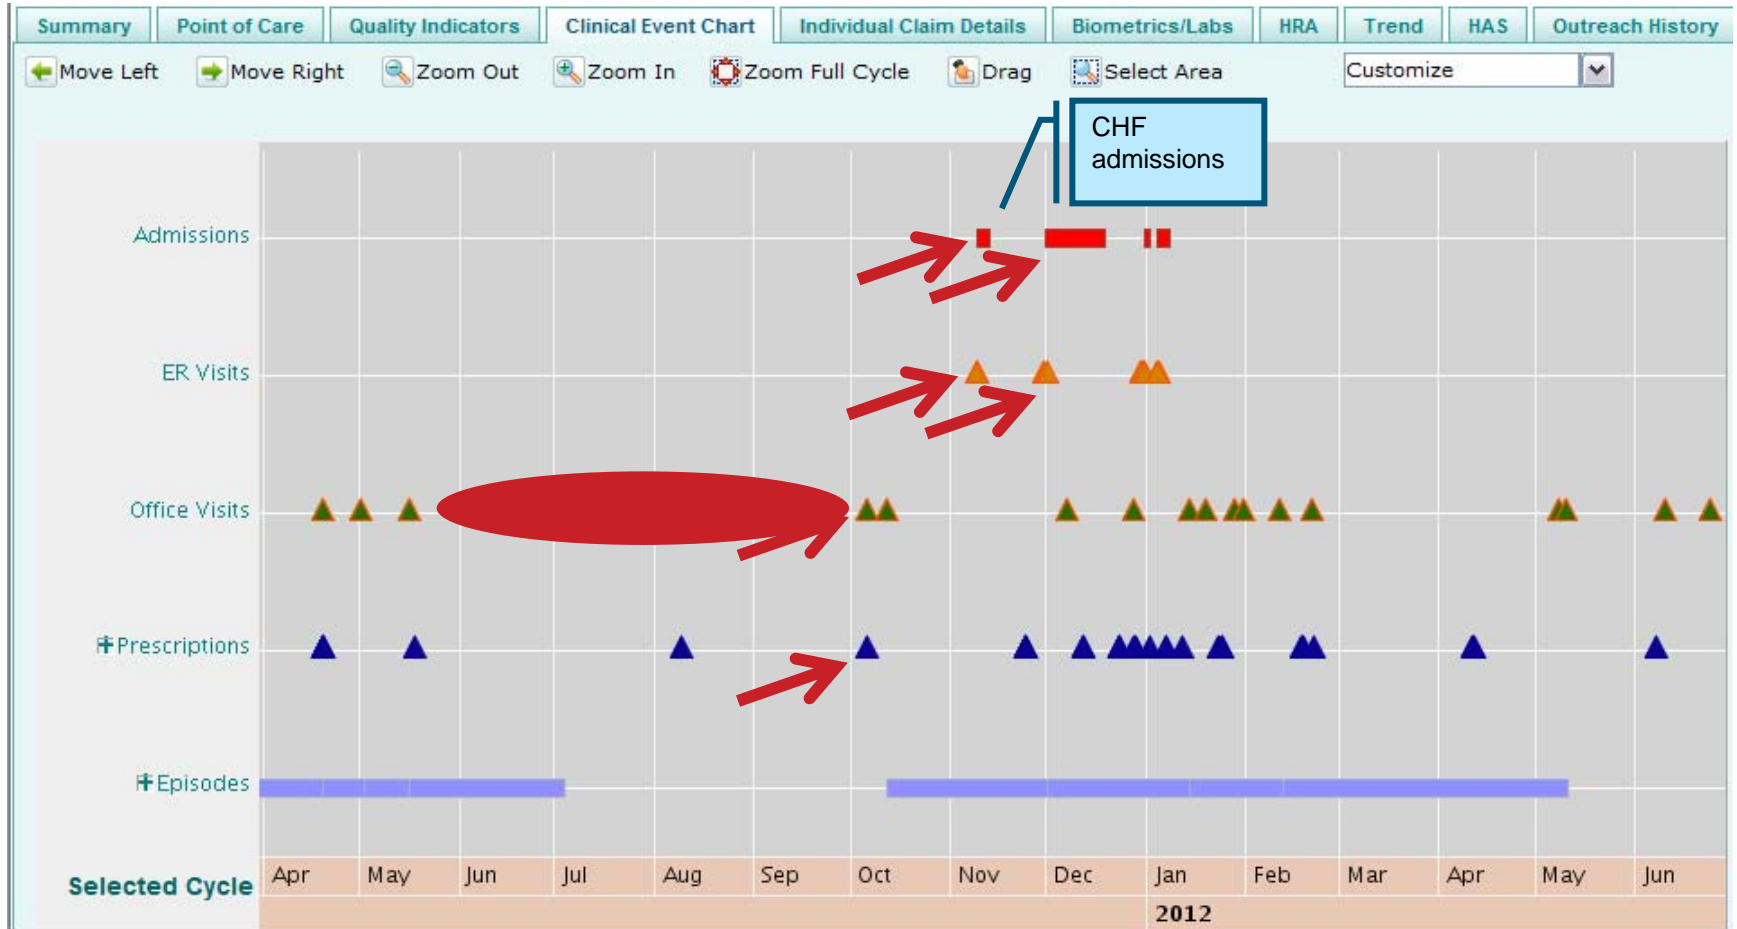 Summary Point of Care Quality Indicators Clinical Event Chart Individual Claim Details Biometrics/Labs HRA Trend HAS Outreach History
Move Left Move Right Zoom Out Zoom In Zoom Full Cycle Drag Select Area Customize
CHF
admissions
Admissions
ER Visits
Office Visits
Prescriptions
Episodes
Selected Cycle Apr May Jun Jul Aug Sep Oct Nov Dec Jan Feb Mar Apr May Jun
2012